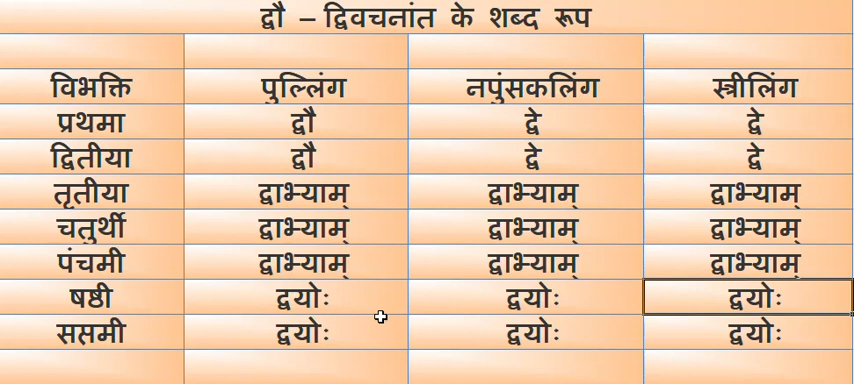 द्वौ – द्विवचनांत के शब्द रूप
विभक्ति पुल्लिंग नपुंसकलिंग स्त्रीलिंग
प्रथमा द्वौ द्वे द्वे
द्वितीया द्वौ द्वे द्वे
तृतीया द्वाभ्याम् द्वाभ्याम् द्वाभ्याम्
चतुर्थी द्वाभ्याम् द्वाभ्याम् द्वाभ्याम्
पंचमी द्वाभ्याम् द्वाभ्याम् द्वाभ्याम्
षष्ठी द्वयोः द्वयोः द्वयोः
सप्तमी द्वयोः द्वयोः द्वयोः